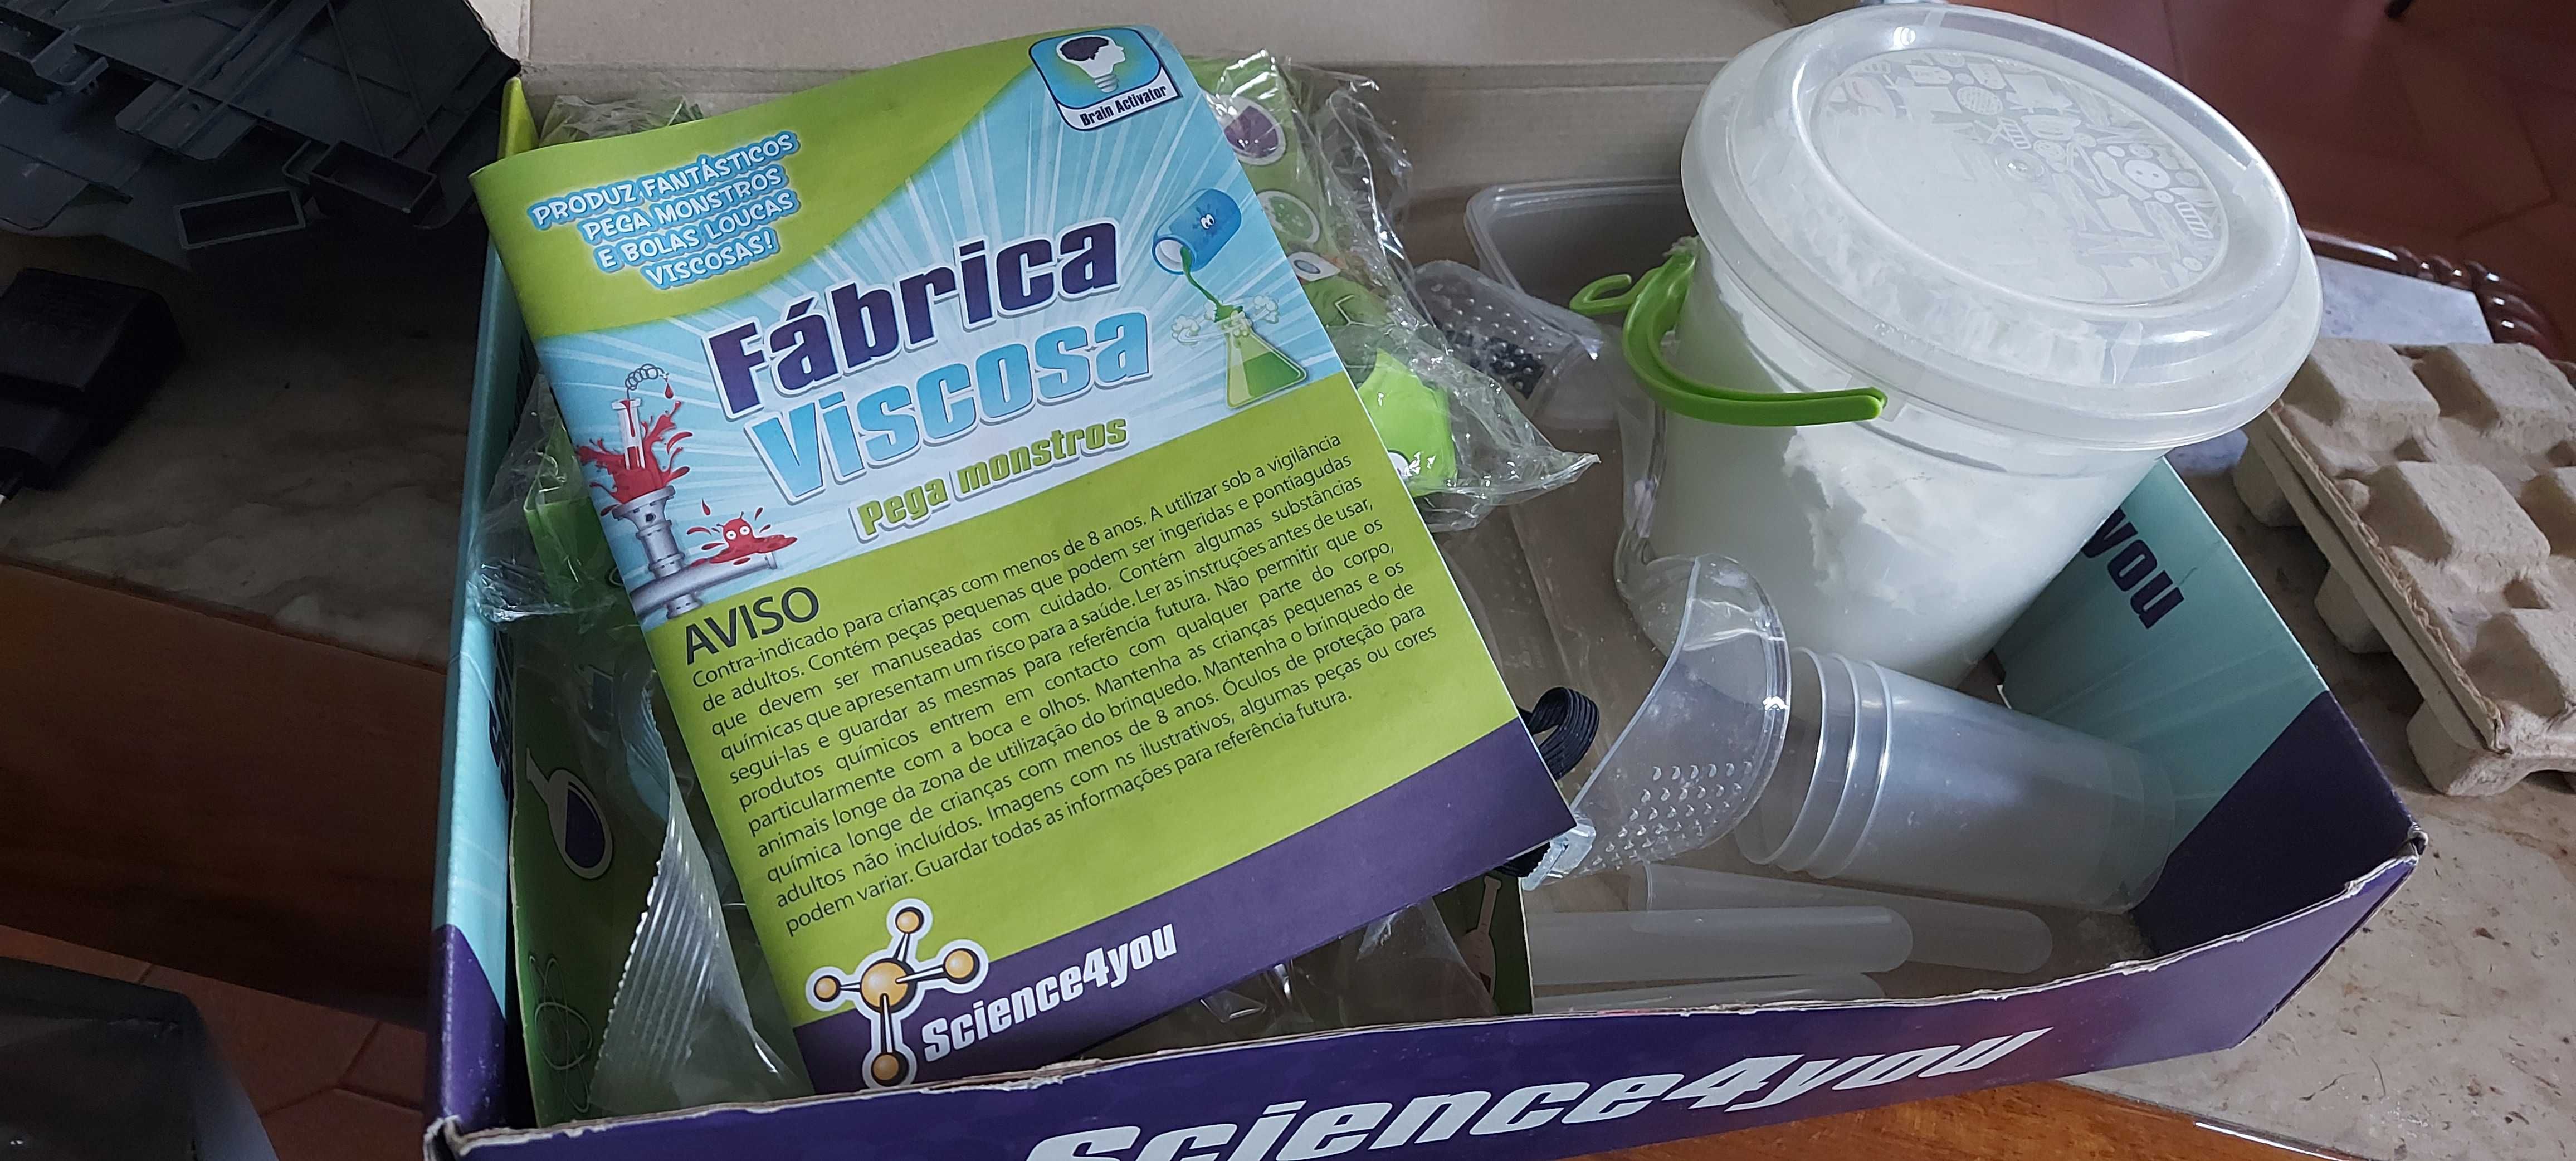 Brain Activator
PRODUZ FANTÁSTICOS
PEGA MONSTROS
E BOLAS LOUCAS
VISCOSAS!
Fábrica
Viscosa
Pega monstros
AVISO
Contra-indicado para crianças com menos de 8 anos. A utilizar sob a vigilância
de adultos. Contém peças pequenas que podem ser ingeridas e pontiagudas
que devem ser manuseadas com cuidado. Contém algumas substâncias
químicas que apresentam um risco para a saúde. Ler as instruções antes de usar,
segui-las e guardar as mesmas para referência futura. Não permitir que os
produtos químicos entrem em contacto com qualquer parte do corpo,
particularmente com a boca e olhos. Mantenha as crianças pequenas e os
animais longe da zona de utilização do brinquedo. Mantenha o brinquedo de
química longe de crianças com menos de 8 anos. Óculos de proteção para
adultos não incluídos. Imagens com ns ilustrativos, algumas peças ou cores
podem variar. Guardar todas as informações para referência futura.
Science4you
you
Science4you